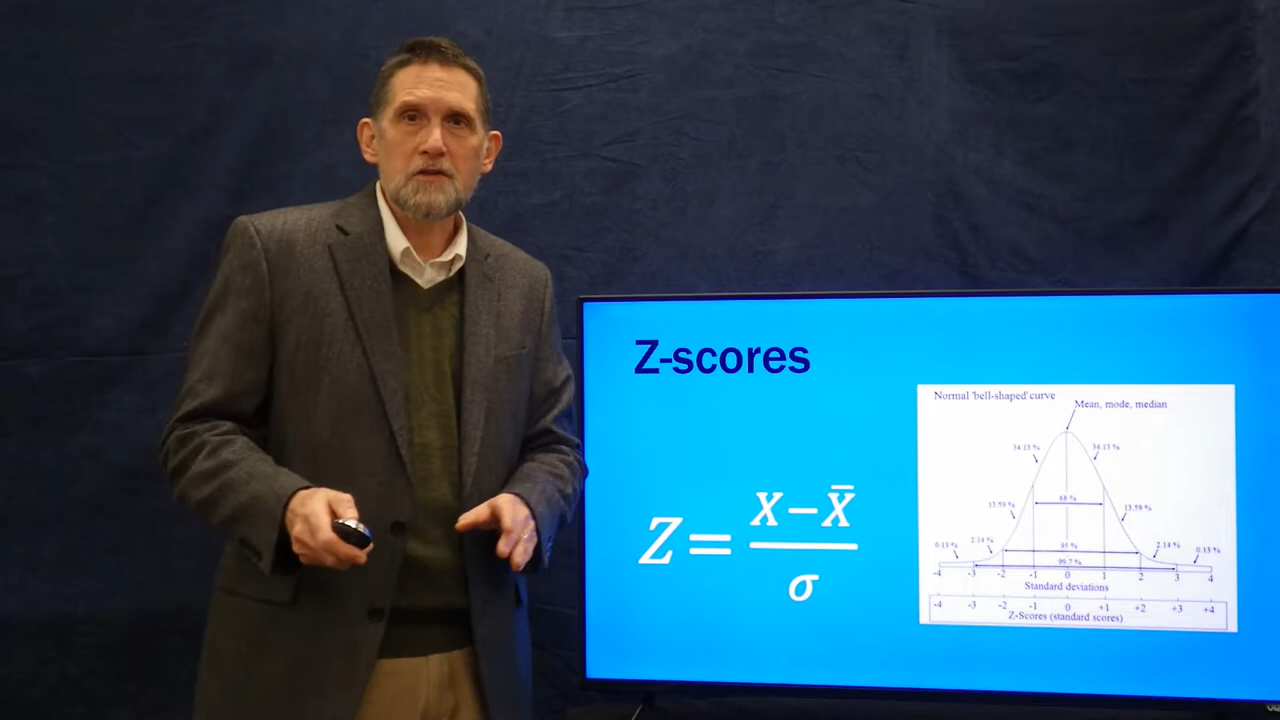 Z-scores
Z = (x − x̄) / σ
Normal 'bell-shaped' curve
Mean, mode, median
34.13 %
34.13 %
68 %
13.59 %
13.59 %
0.13 %
2.14 %
95 %
2.14 %
0.13 %
99.7 %
-4 -3 -2 -1 0 1 2 3 4
Standard deviations
-4 -3 -2 -1 0 +1 +2 +3 +4
Z-Scores (standard scores)